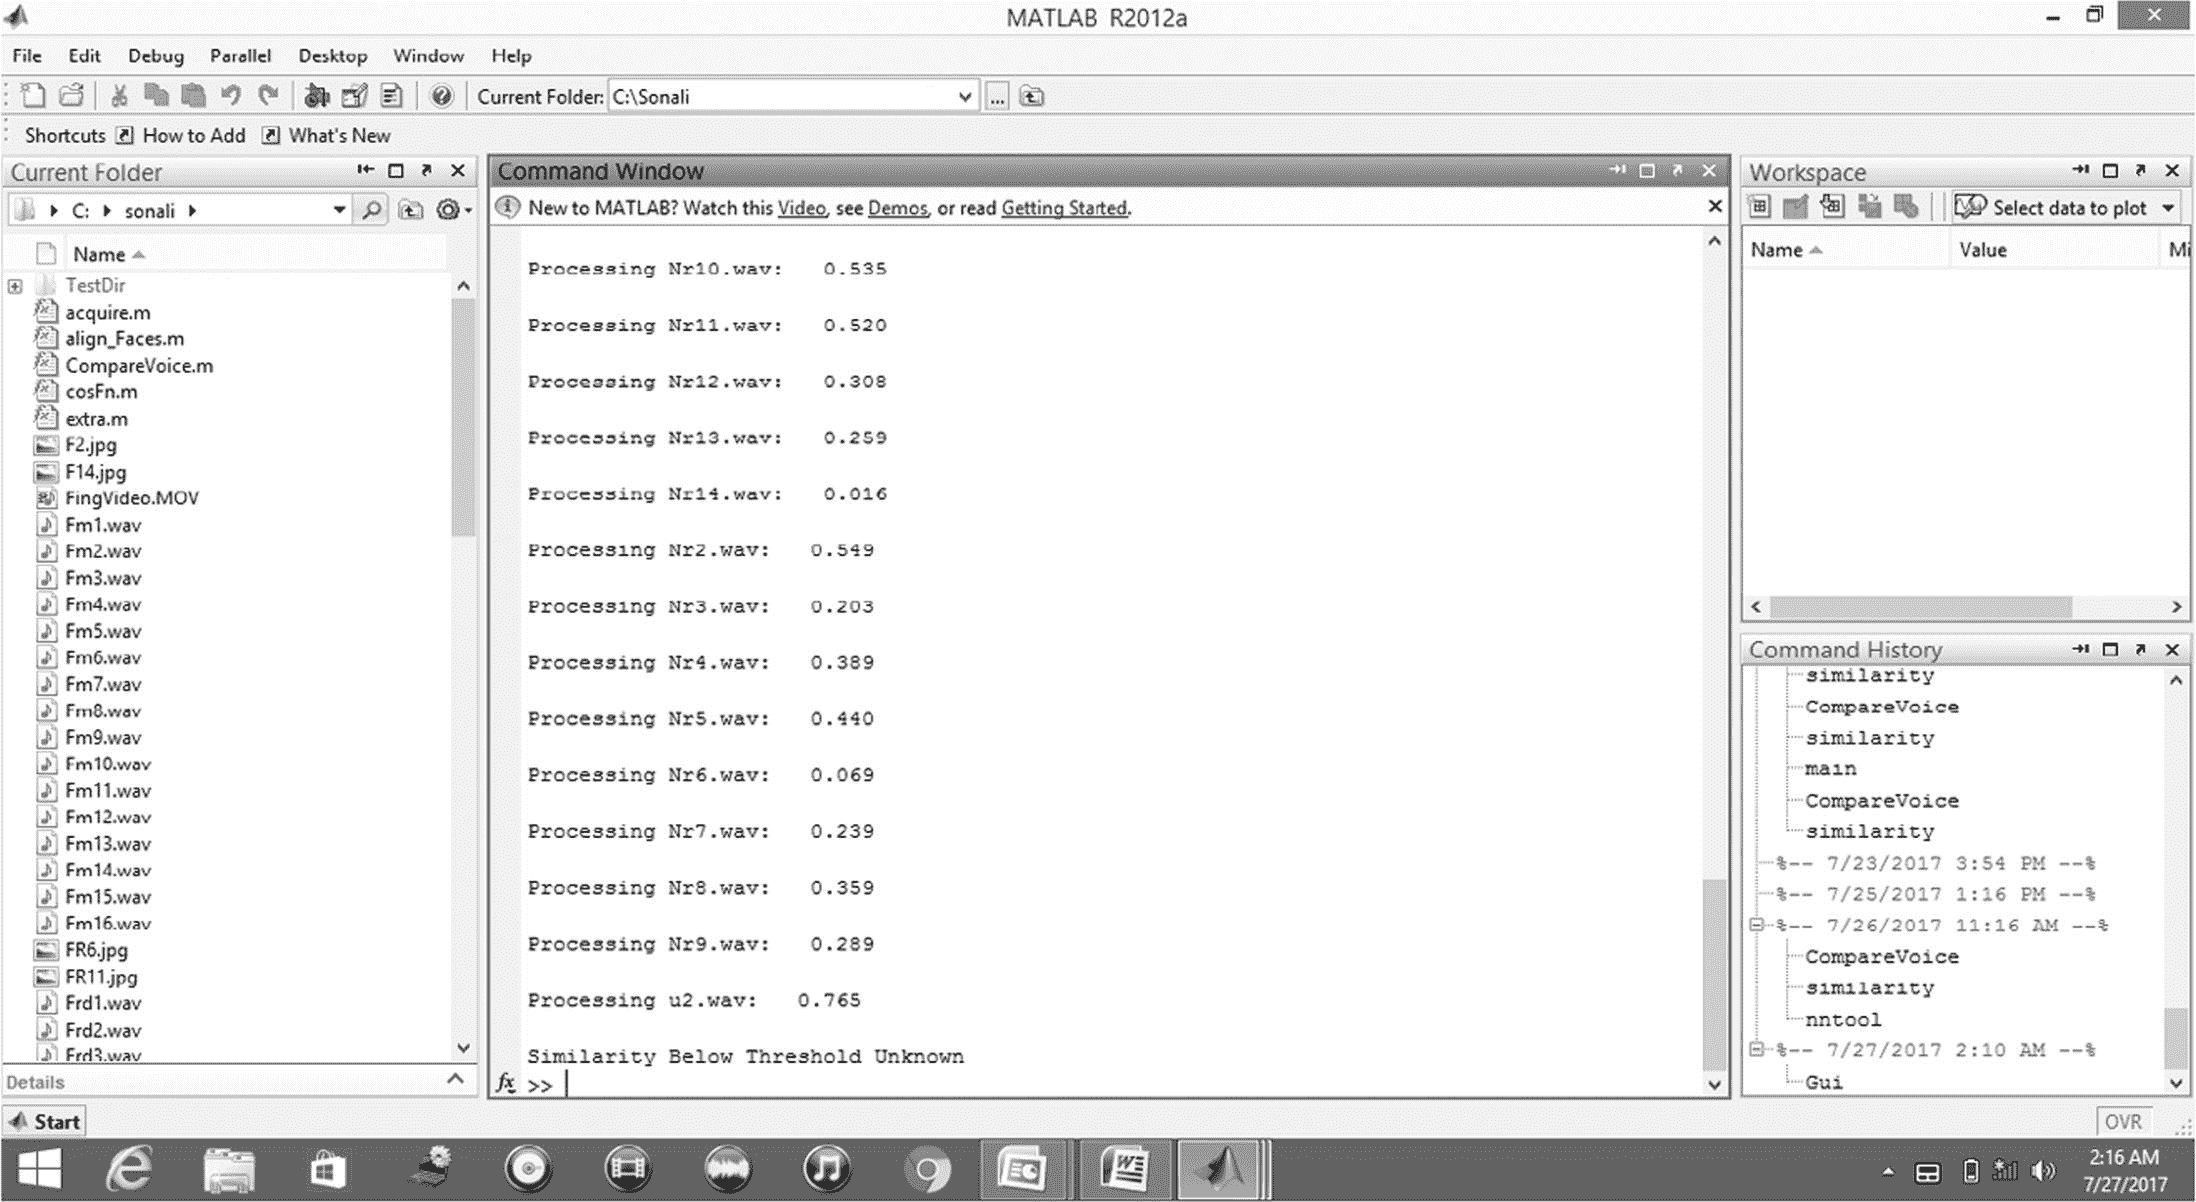 MATLAB R2012a
File Edit Debug Parallel Desktop Window Help
Current Folder: C:\Sonali ...
Shortcuts How to Add What's New
Current Folder
C: sonali
Name
TestDir
acquire.m
align_Faces.m
CompareVoice.m
cosFn.m
extra.m
F2.jpg
F14.jpg
FingVideo.MOV
Fm1.wav
Fm2.wav
Fm3.wav
Fm4.wav
Fm5.wav
Fm6.wav
Fm7.wav
Fm8.wav
Fm9.wav
Fm10.wav
Fm11.wav
Fm12.wav
Fm13.wav
Fm14.wav
Fm15.wav
Fm16.wav
FR6.jpg
FR11.jpg
Frd1.wav
Frd2.wav
Frd3.wav
Details
Command Window
New to MATLAB? Watch this Video, see Demos, or read Getting Started.
Processing Nr10.wav: 0.535
Processing Nr11.wav: 0.520
Processing Nr12.wav: 0.308
Processing Nr13.wav: 0.259
Processing Nr14.wav: 0.016
Processing Nr2.wav: 0.549
Processing Nr3.wav: 0.203
Processing Nr4.wav: 0.389
Processing Nr5.wav: 0.440
Processing Nr6.wav: 0.069
Processing Nr7.wav: 0.239
Processing Nr8.wav: 0.359
Processing Nr9.wav: 0.289
Processing u2.wav: 0.765
Similarity Below Threshold Unknown
fx >>
Workspace
Select data to plot
Name Value Mi
Command History
similarity
CompareVoice
similarity
main
CompareVoice
similarity
%-- 7/23/2017 3:54 PM --%
%-- 7/25/2017 1:16 PM --%
%-- 7/26/2017 11:16 AM --%
CompareVoice
similarity
nntool
%-- 7/27/2017 2:10 AM --%
Gui
Start
OVR
2:16 AM
7/27/2017